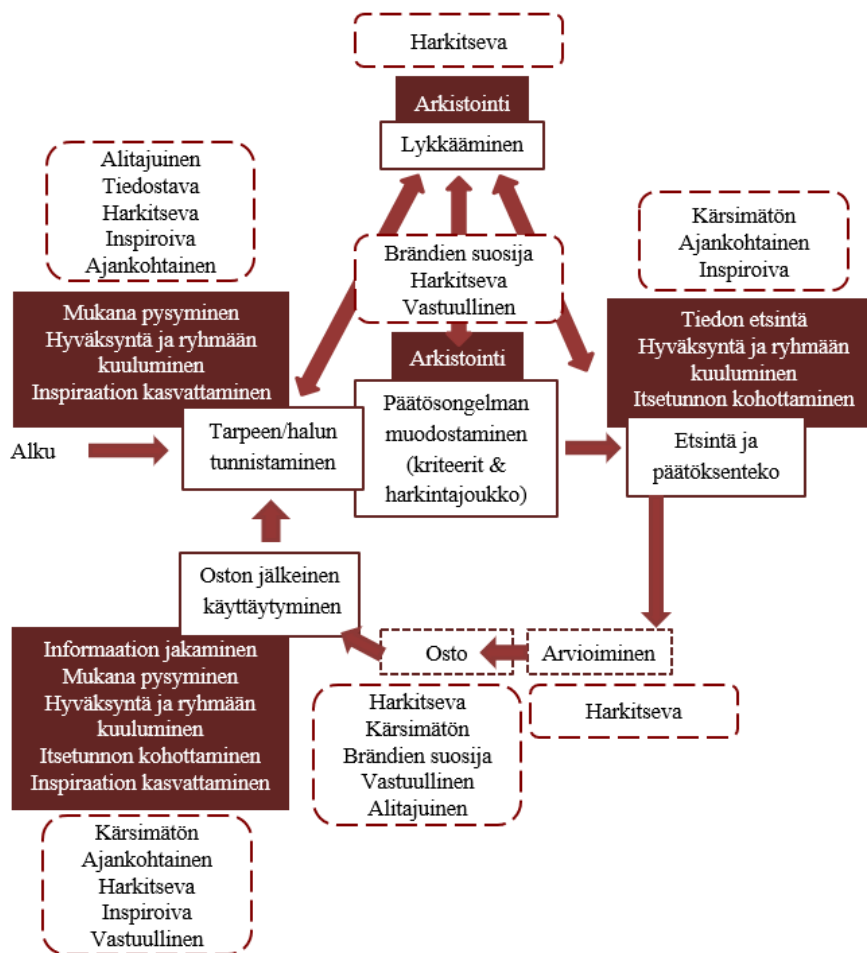 Harkitseva
Arkistointi
Lykkääminen
Alitajuinen
Tiedostava
Harkitseva
Inspiroiva
Ajankohtainen
Kärsimätön
Ajankohtainen
Inspiroiva
Brändien suosija
Harkitseva
Vastuullinen
Mukana pysyminen
Hyväksyntä ja ryhmään
kuuluminen
Inspiraation kasvattaminen
Arkistointi
Tiedon etsintä
Hyväksyntä ja ryhmään
kuuluminen
Itsetunnon kohottaminen
Alku
Tarpeen/halun
tunnistaminen
Päätösongelman
muodostaminen
(kriteerit &
harkintajoukko)
Etsintä ja
päätöksenteko
Oston jälkeinen
käyttäytyminen
Osto
Arvioiminen
Informaation jakaminen
Mukana pysyminen
Hyväksyntä ja ryhmään
kuuluminen
Itsetunnon kohottaminen
Inspiraation kasvattaminen
Harkitseva
Kärsimätön
Brändien suosija
Vastuullinen
Alitajuinen
Harkitseva
Kärsimätön
Ajankohtainen
Harkitseva
Inspiroiva
Vastuullinen